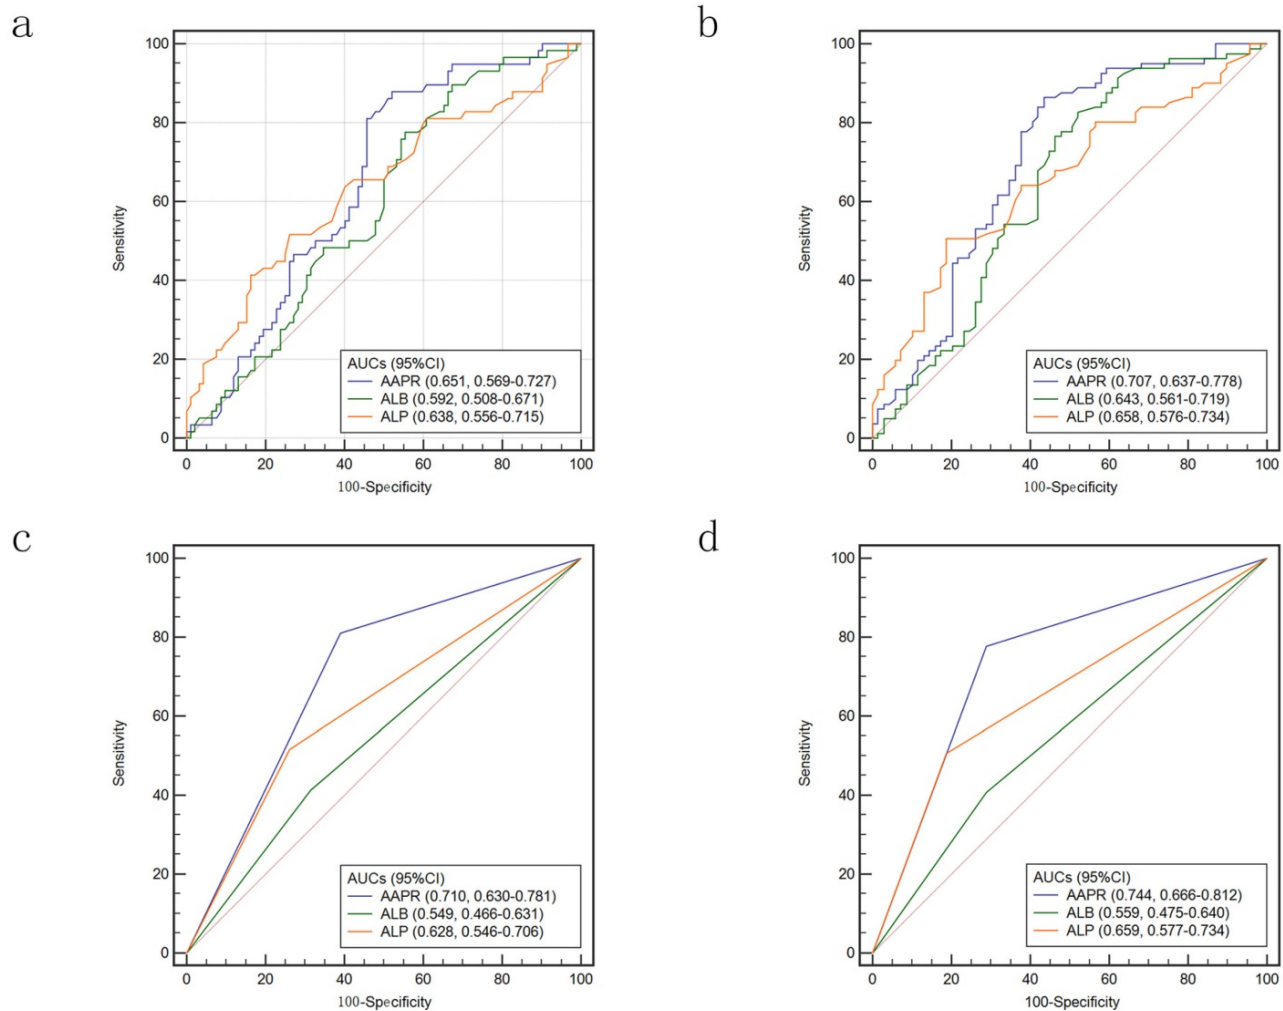 a
100
80
60
40
20
0
Sensitivity
0 20 40 60 80 100
100-Specificity
AUCs (95%CI)
AAPR (0.651, 0.569-0.727)
ALB (0.592, 0.508-0.671)
ALP (0.638, 0.556-0.715)
b
100
80
60
40
20
0
Sensitivity
0 20 40 60 80 100
100-Specificity
AUCs (95%CI)
AAPR (0.707, 0.637-0.778)
ALB (0.643, 0.561-0.719)
ALP (0.658, 0.576-0.734)
c
100
80
60
40
20
0
Sensitivity
0 20 40 60 80 100
100-Specificity
AUCs (95%CI)
AAPR (0.710, 0.630-0.781)
ALB (0.549, 0.466-0.631)
ALP (0.628, 0.546-0.706)
d
100
80
60
40
20
0
Sensitivity
0 20 40 60 80 100
100-Specificity
AUCs (95%CI)
AAPR (0.744, 0.666-0.812)
ALB (0.559, 0.475-0.640)
ALP (0.659, 0.577-0.734)